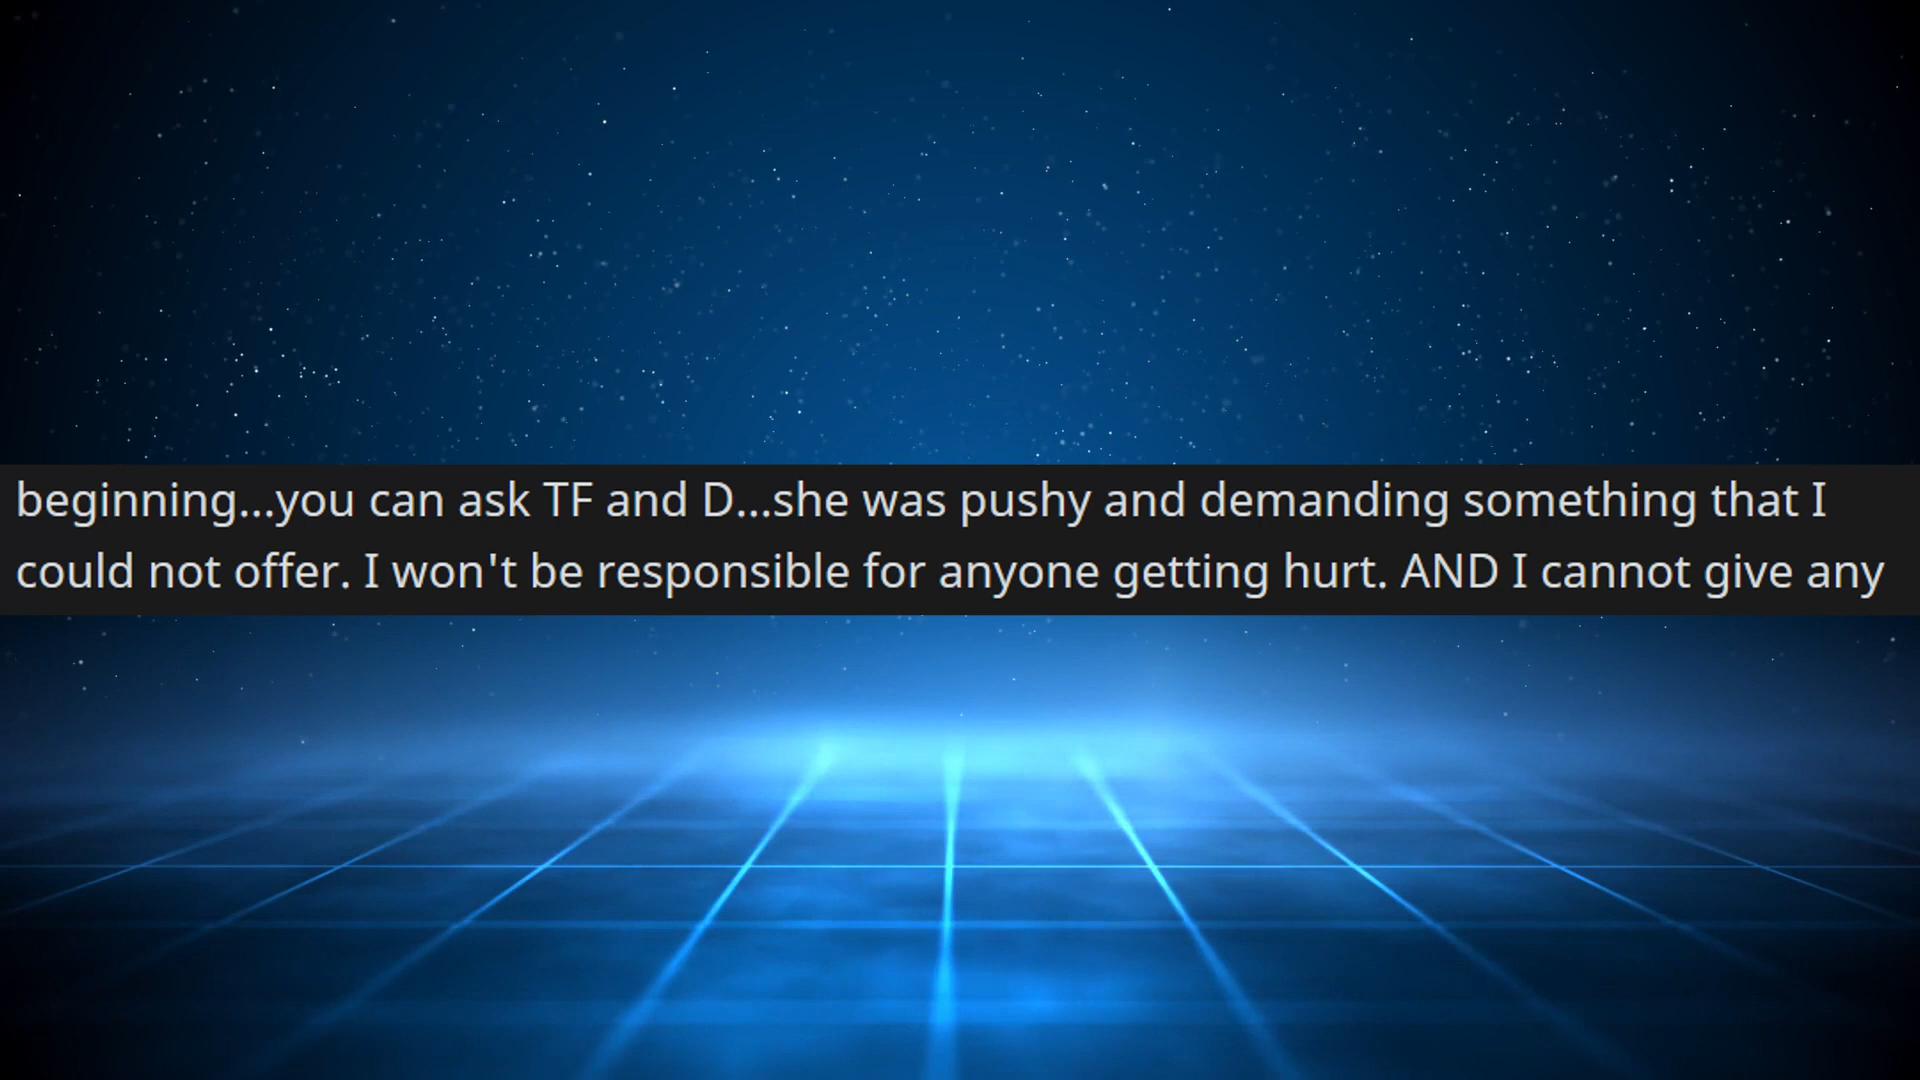 beginning...you can ask TF and D...she was pushy and demanding something that I
could not offer. I won't be responsible for anyone getting hurt. AND I cannot give any